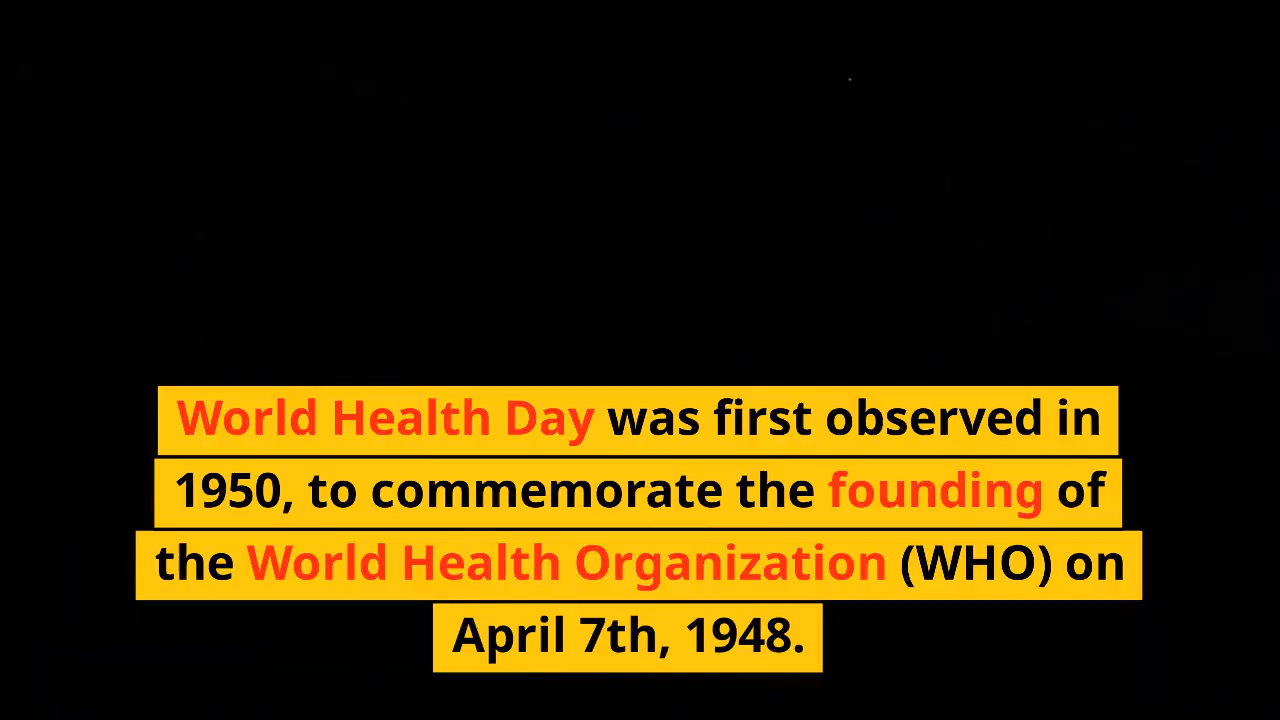 World Health Day was first observed in
1950, to commemorate the founding of
the World Health Organization (WHO) on
April 7th, 1948.